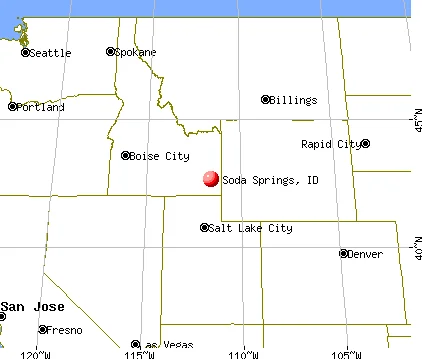 Seattle
Spokane
Billings
Portland
45°N
Rapid City
Boise City
Soda Springs, ID
Salt Lake City
40°N
Denver
San Jose
Fresno
Las Vegas
120°W
115°W
110°W
105°W